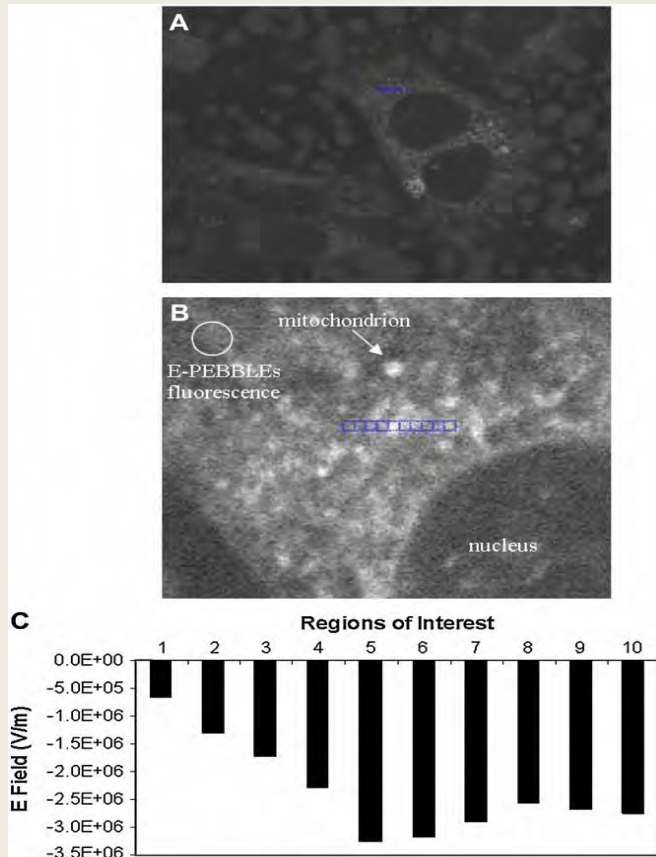 A
B
mitochondrion
E-PEBBLEs
fluorescence
nucleus
C
Regions of Interest
1 2 3 4 5 6 7 8 9 10
0.0E+00
-5.0E+05
-1.0E+06
-1.5E+06
-2.0E+06
-2.5E+06
-3.0E+06
-3.5E+06
E Field (V/m)